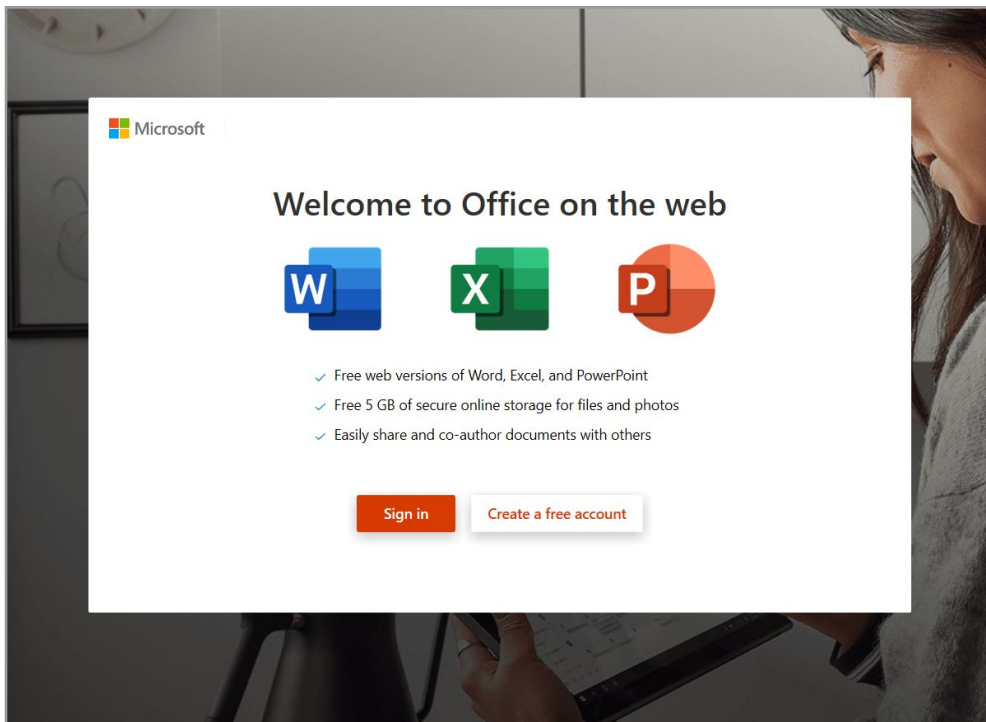 Microsoft
Welcome to Office on the web
W X P
Free web versions of Word, Excel, and PowerPoint
Free 5 GB of secure online storage for files and photos
Easily share and co-author documents with others
Sign in Create a free account